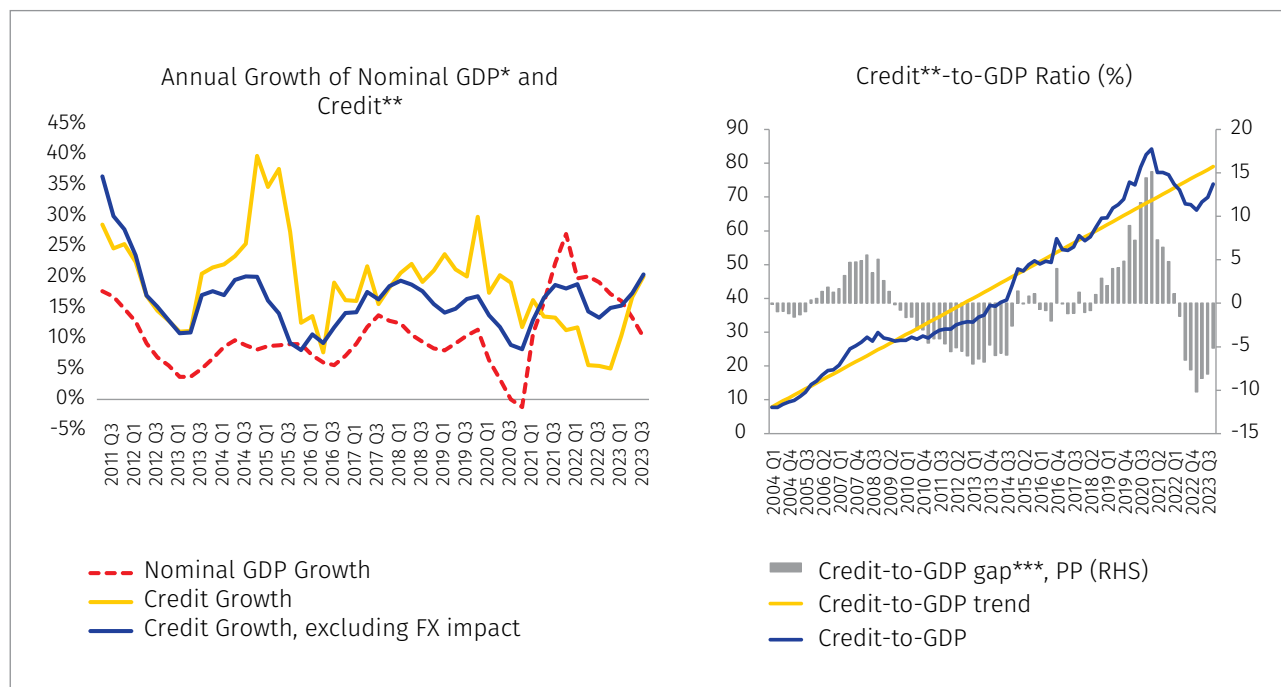 Annual Growth of Nominal GDP* and
Credit**
45%
40%
35%
30%
25%
20%
15%
10%
5%
0%
-5%
2011 Q3
2012 Q1
2012 Q3
2013 Q1
2013 Q3
2014 Q1
2014 Q3
2015 Q1
2015 Q3
2016 Q1
2016 Q3
2017 Q1
2017 Q3
2018 Q1
2018 Q3
2019 Q1
2019 Q3
2020 Q1
2020 Q3
2021 Q1
2021 Q3
2022 Q1
2022 Q3
2023 Q1
2023 Q3
Nominal GDP Growth
Credit Growth
Credit Growth, excluding FX impact
Credit**-to-GDP Ratio (%)
90
80
70
60
50
40
30
20
10
0
20
15
10
5
0
-5
-10
-15
2004 Q1
2004 Q4
2005 Q3
2006 Q2
2007 Q1
2007 Q4
2008 Q3
2009 Q2
2010 Q1
2010 Q4
2011 Q3
2012 Q2
2013 Q1
2013 Q4
2014 Q3
2015 Q2
2016 Q1
2016 Q4
2017 Q3
2018 Q2
2019 Q1
2019 Q4
2020 Q3
2021 Q2
2022 Q1
2022 Q4
2023 Q3
Credit-to-GDP gap***, PP (RHS)
Credit-to-GDP trend
Credit-to-GDP